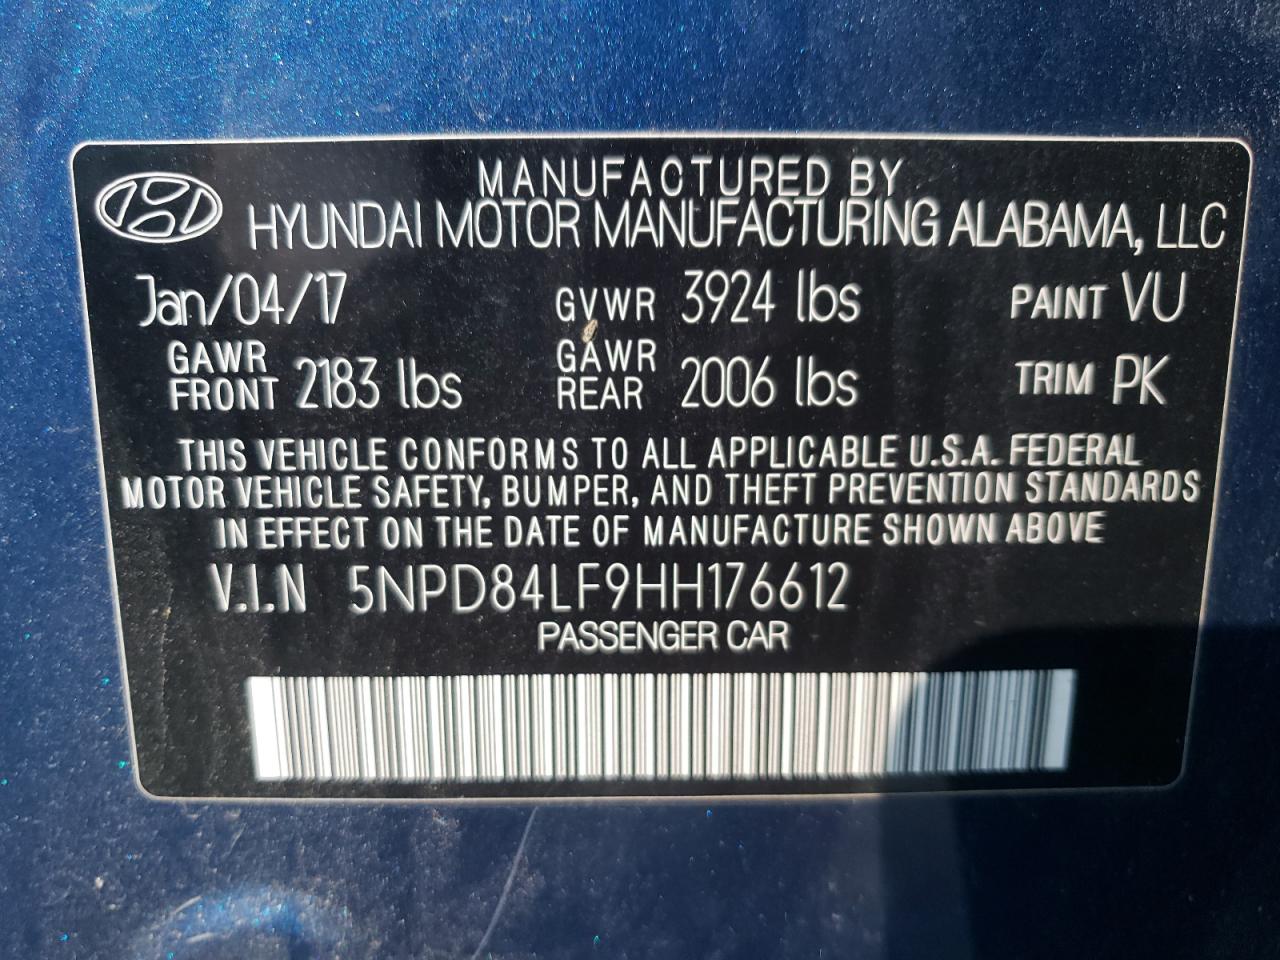 MANUFACTURED BY
HYUNDAI MOTOR MANUFACTURING ALABAMA, LLC
Jan/04/17 GVWR 3924 lbs PAINT VU
GAWR FRONT 2183 lbs GAWR REAR 2006 lbs TRIM PK
THIS VEHICLE CONFORMS TO ALL APPLICABLE U.S.A. FEDERAL
MOTOR VEHICLE SAFETY, BUMPER, AND THEFT PREVENTION STANDARDS
IN EFFECT ON THE DATE OF MANUFACTURE SHOWN ABOVE
V.I.N 5NPD84LF9HH176612
PASSENGER CAR